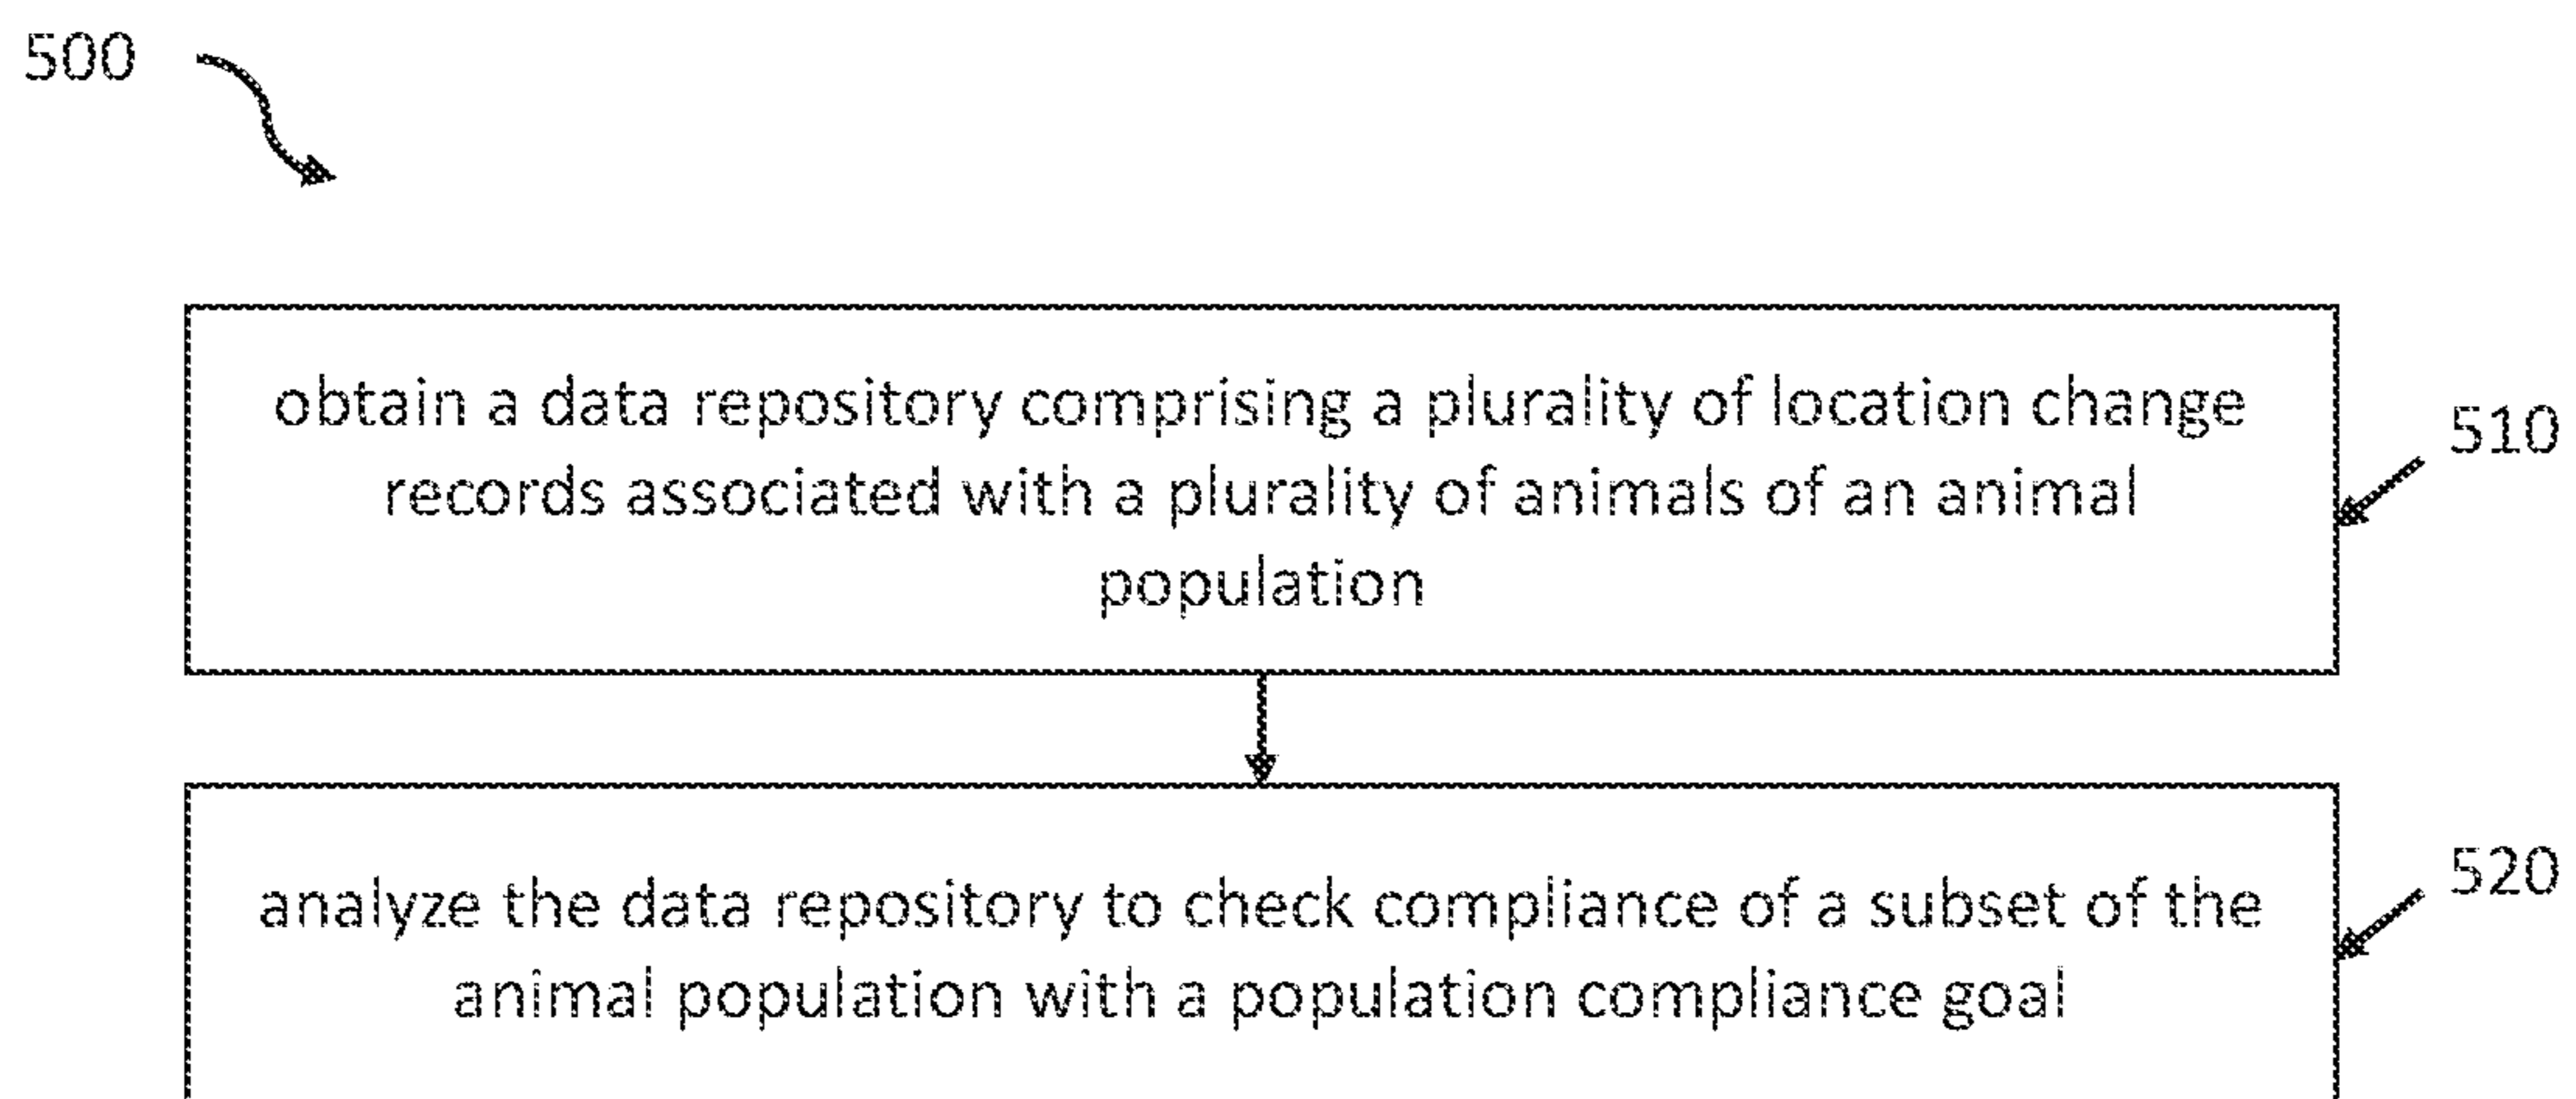 500
obtain a data repository comprising a plurality of location change
records associated with a plurality of animals of an animal
population
510
analyze the data repository to check compliance of a subset of the
animal population with a population compliance goal
520